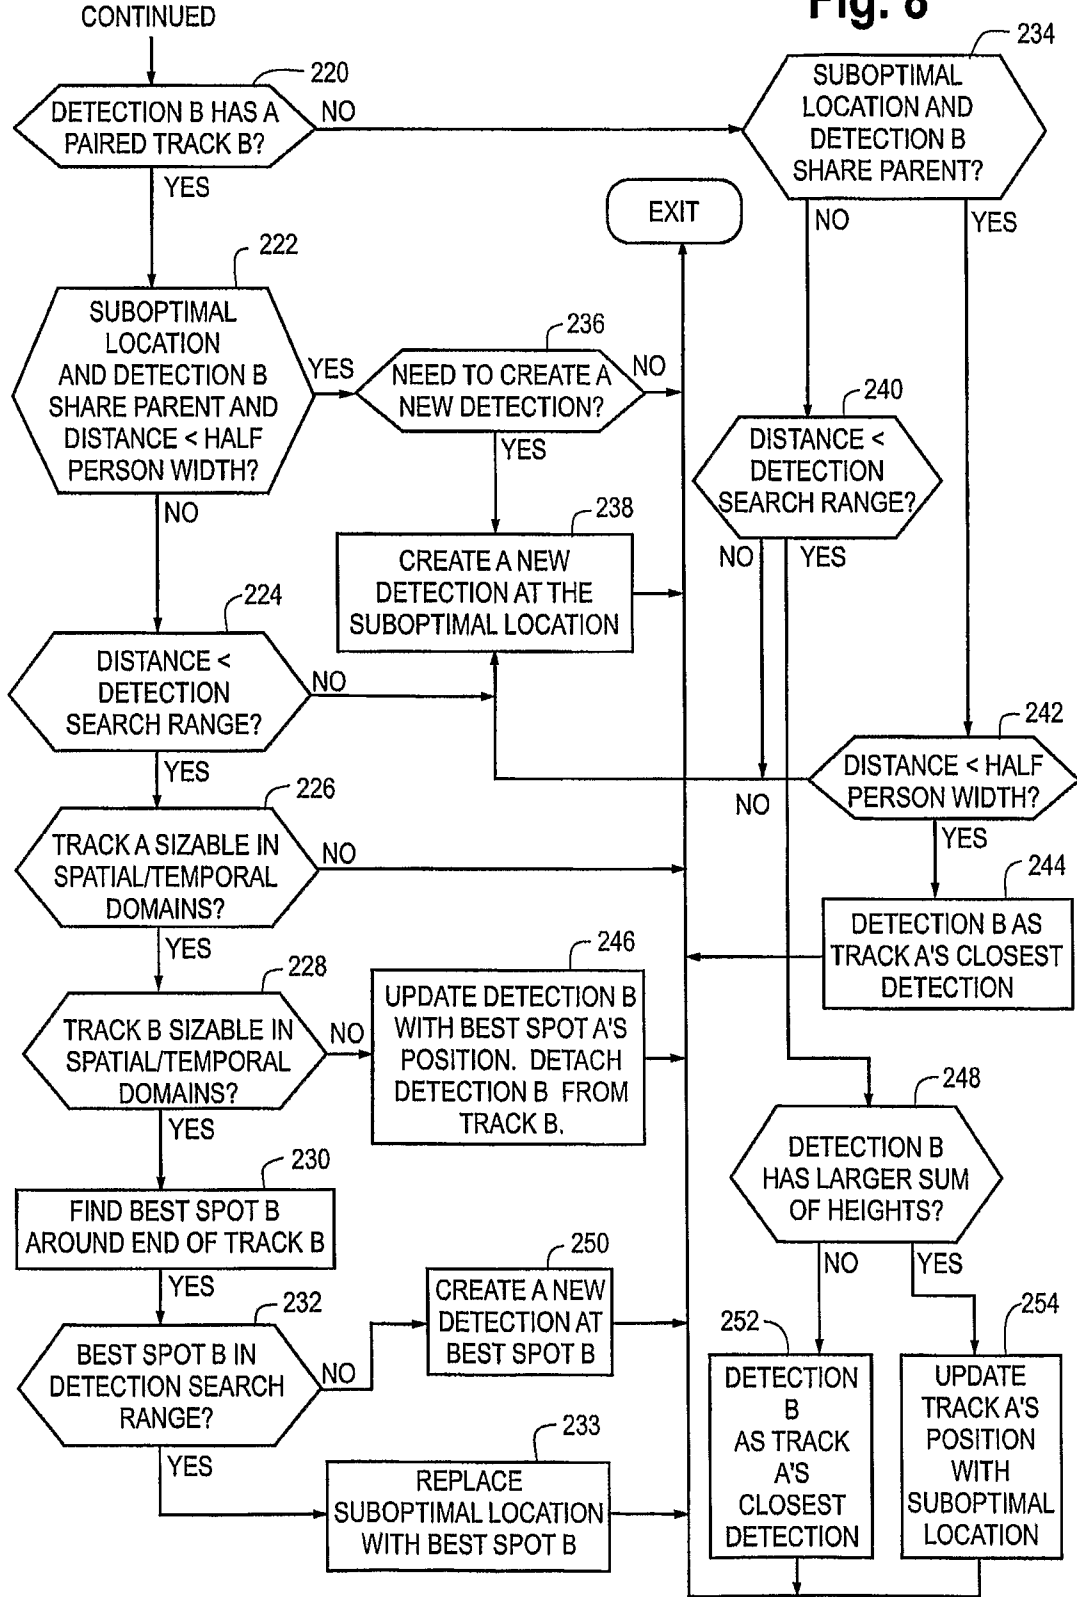 CONTINUED
Fig. 8
220
DETECTION B HAS A
PAIRED TRACK B?
NO
YES
234
SUBOPTIMAL
LOCATION AND
DETECTION B
SHARE PARENT?
NO
YES
EXIT
222
SUBOPTIMAL
LOCATION
AND DETECTION B
SHARE PARENT AND
DISTANCE < HALF
PERSON WIDTH?
YES
NO
236
NEED TO CREATE A
NEW DETECTION?
NO
YES
240
DISTANCE <
DETECTION
SEARCH RANGE?
NO
YES
238
CREATE A NEW
DETECTION AT THE
SUBOPTIMAL LOCATION
224
DISTANCE <
DETECTION
SEARCH RANGE?
NO
YES
242
DISTANCE < HALF
PERSON WIDTH?
NO
YES
226
TRACK A SIZABLE IN
SPATIAL/TEMPORAL
DOMAINS?
NO
YES
244
DETECTION B AS
TRACK A'S CLOSEST
DETECTION
228
TRACK B SIZABLE IN
SPATIAL/TEMPORAL
DOMAINS?
NO
YES
246
UPDATE DETECTION B
WITH BEST SPOT A'S
POSITION. DETACH
DETECTION B FROM
TRACK B.
248
DETECTION B
HAS LARGER SUM
OF HEIGHTS?
NO
YES
230
FIND BEST SPOT B
AROUND END OF TRACK B
YES
232
BEST SPOT B IN
DETECTION SEARCH
RANGE?
NO
YES
250
CREATE A NEW
DETECTION AT
BEST SPOT B
233
REPLACE
SUBOPTIMAL LOCATION
WITH BEST SPOT B
252
DETECTION
B
AS TRACK
A'S
CLOSEST
DETECTION
254
UPDATE
TRACK A'S
POSITION
WITH
SUBOPTIMAL
LOCATION